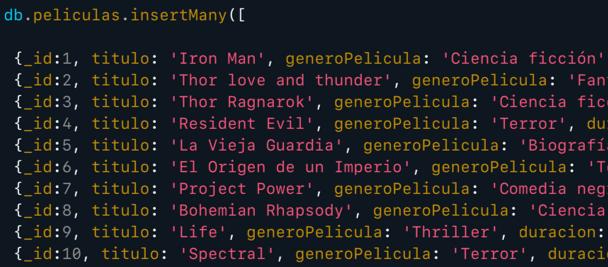 db.peliculas.insertMany([
{_id:1, titulo: 'Iron Man', generoPelicula: 'Ciencia ficción'
{_id:2, titulo: 'Thor love and thunder', generoPelicula: 'Fan
{_id:3, titulo: 'Thor Ragnarok', generoPelicula: 'Ciencia fic
{_id:4, titulo: 'Resident Evil', generoPelicula: 'Terror', du
{_id:5, titulo: 'La Vieja Guardia', generoPelicula: 'Biografí
{_id:6, titulo: 'El Origen de un Imperio', generoPelicula: 'T
{_id:7, titulo: 'Project Power', generoPelicula: 'Comedia neg
{_id:8, titulo: 'Bohemian Rhapsody', generoPelicula: 'Ciencia
{_id:9, titulo: 'Life', generoPelicula: 'Thriller', duracion:
{_id:10, titulo: 'Spectral', generoPelicula: 'Terror', duraci